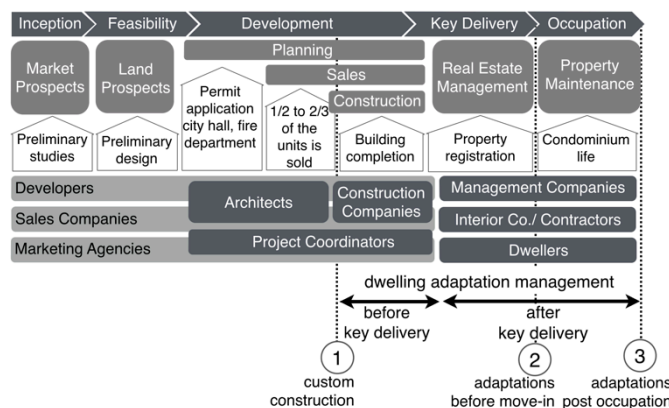 Inception
Feasibility
Development
Key Delivery
Occupation
Market
Prospects
Land
Prospects
Planning
Sales
Construction
Real Estate
Management
Property
Maintenance
Preliminary
studies
Preliminary
design
Permit
application
city hall, fire
department
1/2 to 2/3
of the
units is
sold
Building
completion
Property
registration
Condominium
life
Developers
Sales Companies
Marketing Agencies
Architects
Construction
Companies
Project Coordinators
Management Companies
Interior Co./ Contractors
Dwellers
dwelling adaptation management
before
key delivery
after
key delivery
1
custom
construction
2
adaptations
before move-in
3
adaptations
post occupation